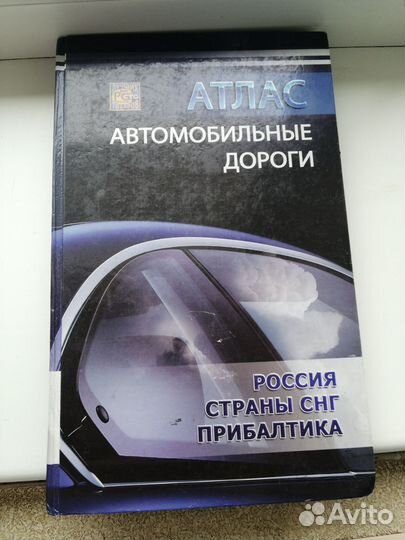 АТЛАС
АВТОМОБИЛЬНЫЕ
ДОРОГИ
РОССИЯ
СТРАНЫ СНГ
ПРИБАЛТИКА
Avito